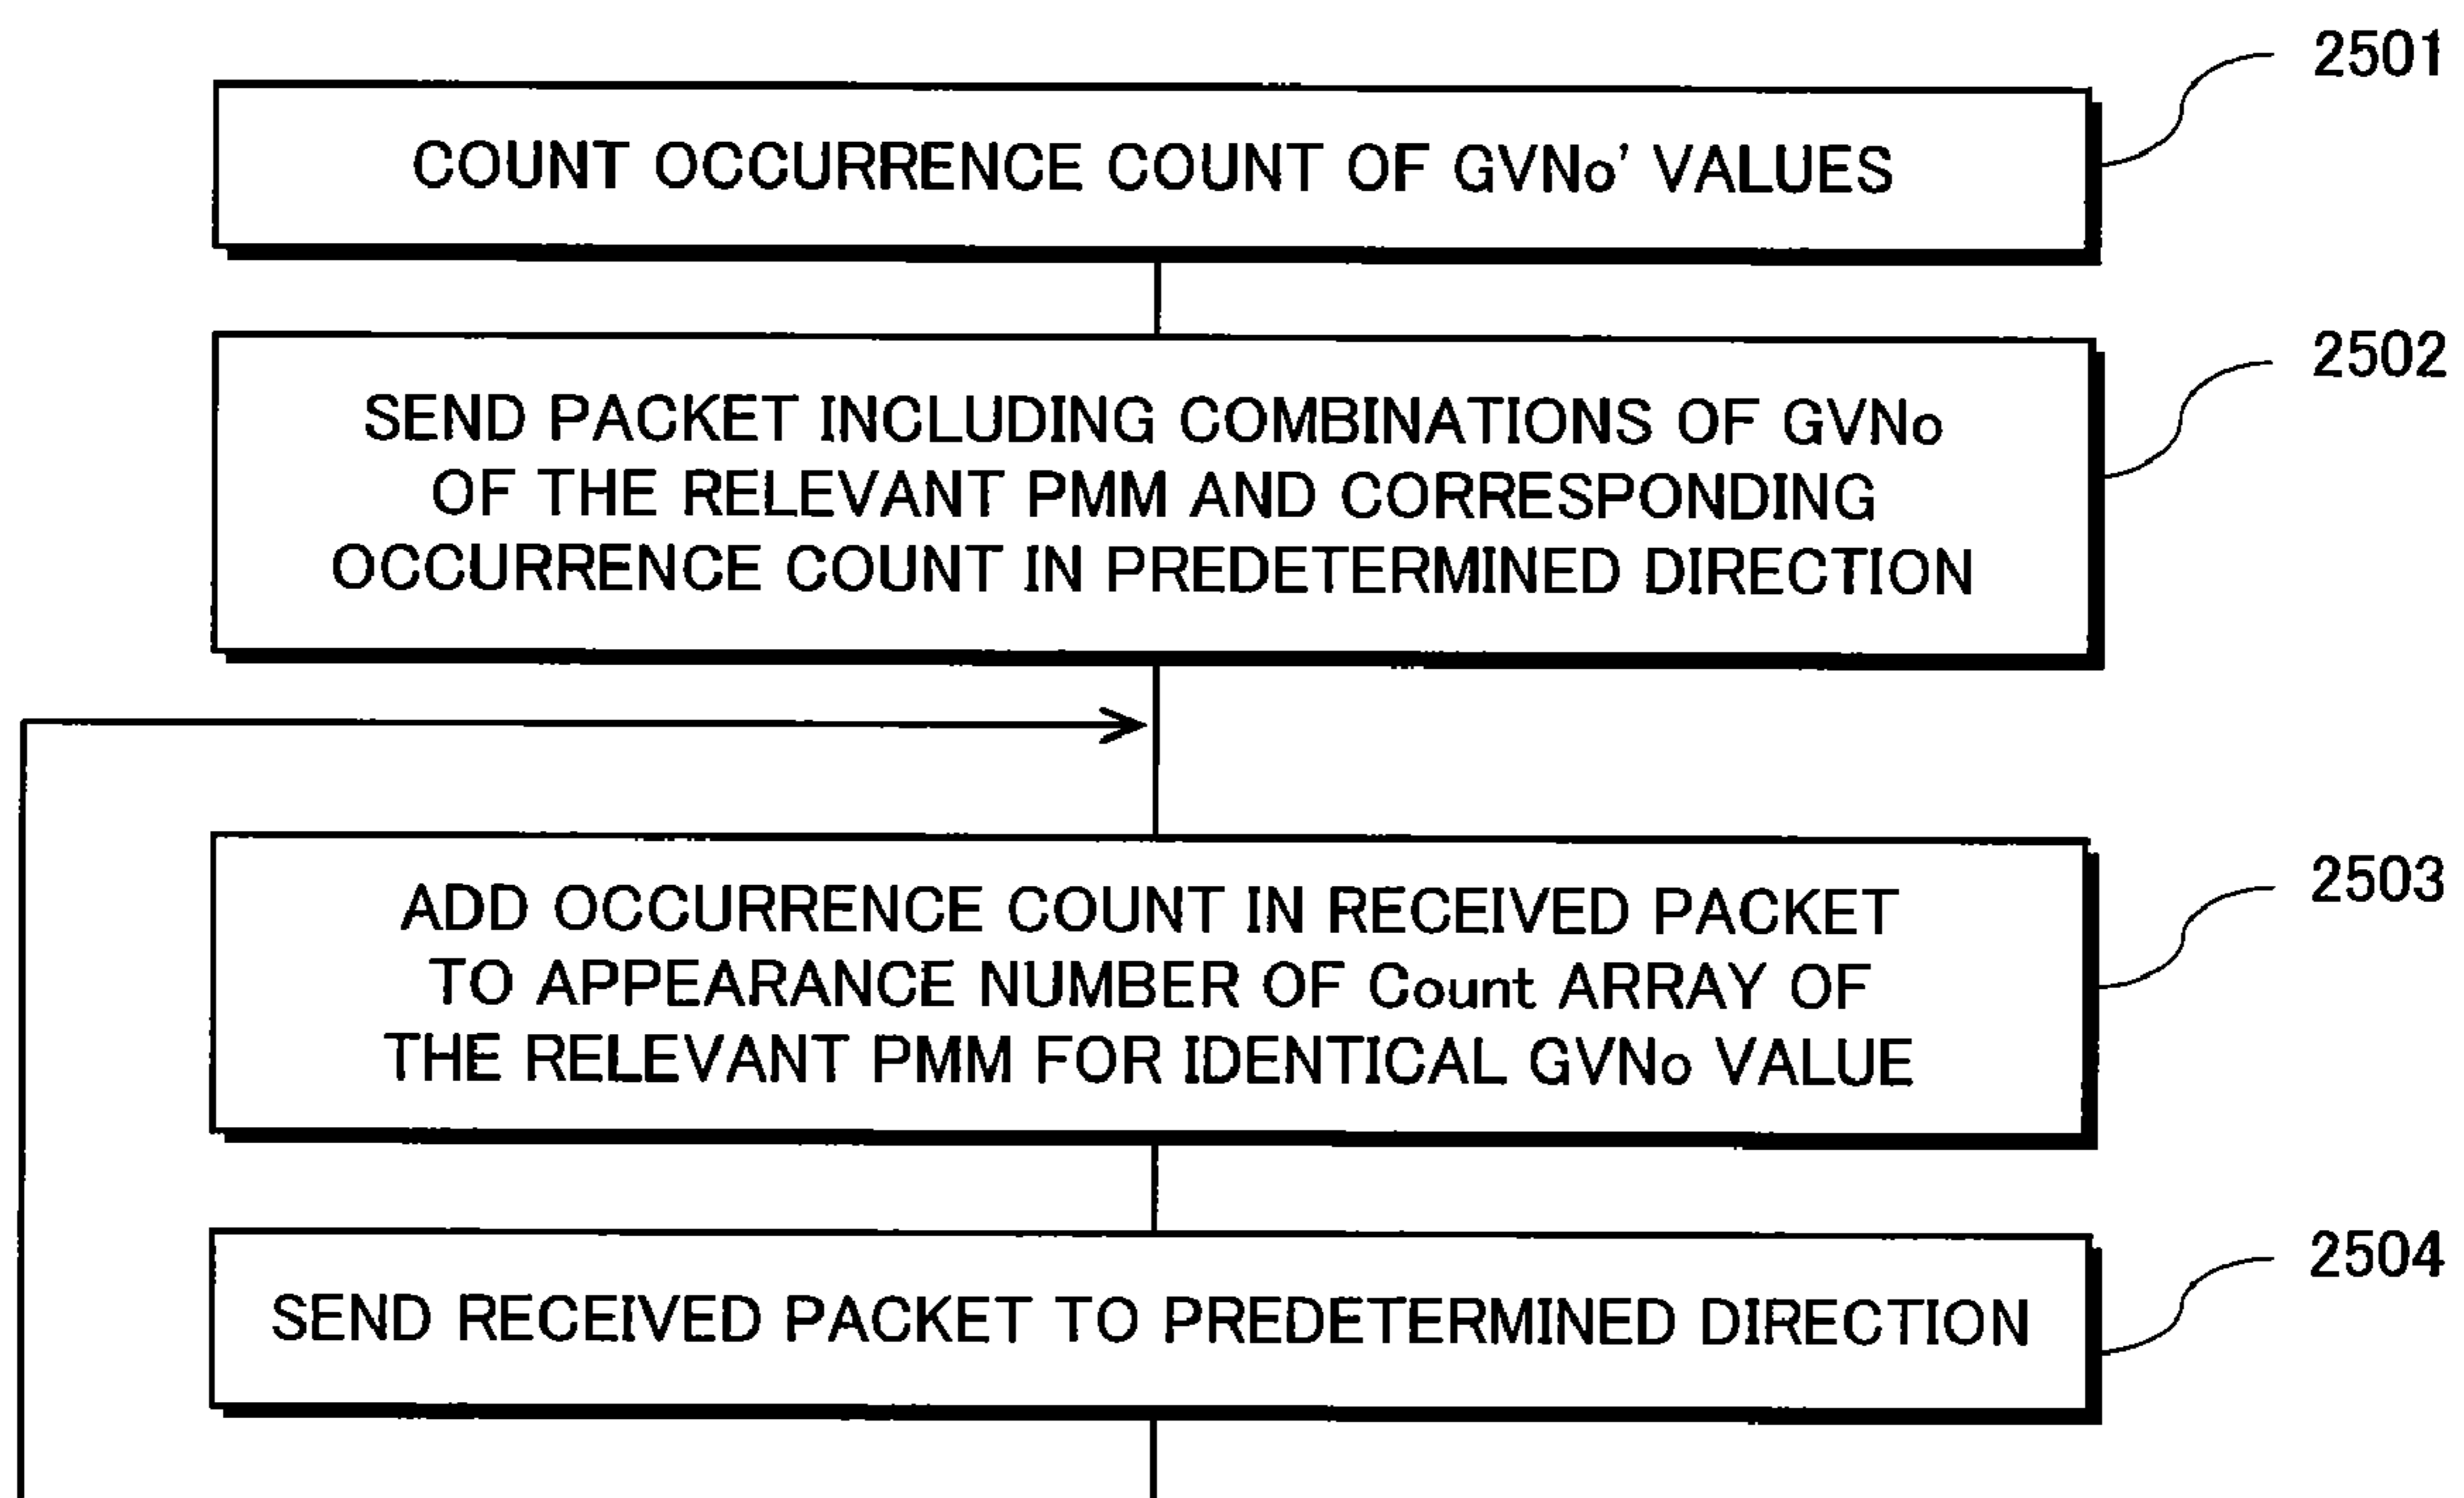 2501
COUNT OCCURRENCE COUNT OF GVNo' VALUES
2502
SEND PACKET INCLUDING COMBINATIONS OF GVNo
OF THE RELEVANT PMM AND CORRESPONDING
OCCURRENCE COUNT IN PREDETERMINED DIRECTION
2503
ADD OCCURRENCE COUNT IN RECEIVED PACKET
TO APPEARANCE NUMBER OF Count ARRAY OF
THE RELEVANT PMM FOR IDENTICAL GVNo VALUE
2504
SEND RECEIVED PACKET TO PREDETERMINED DIRECTION